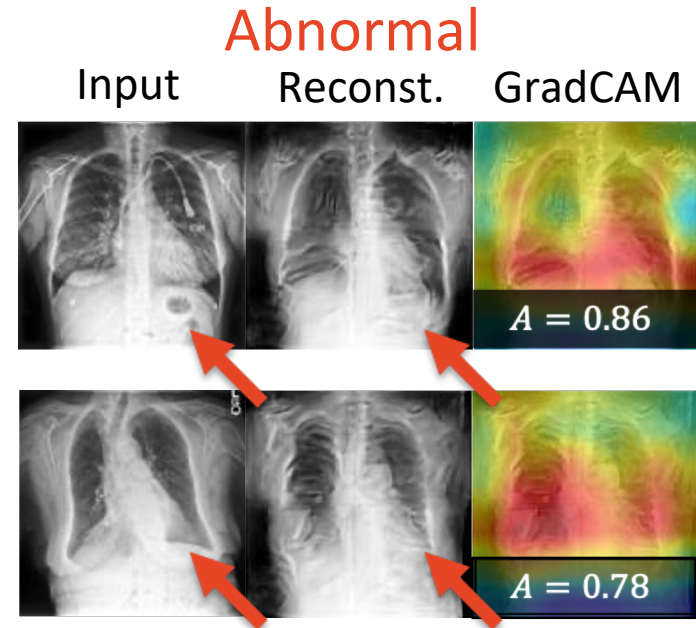 Abnormal
Input Reconst. GradCAM
A = 0.86
A = 0.78